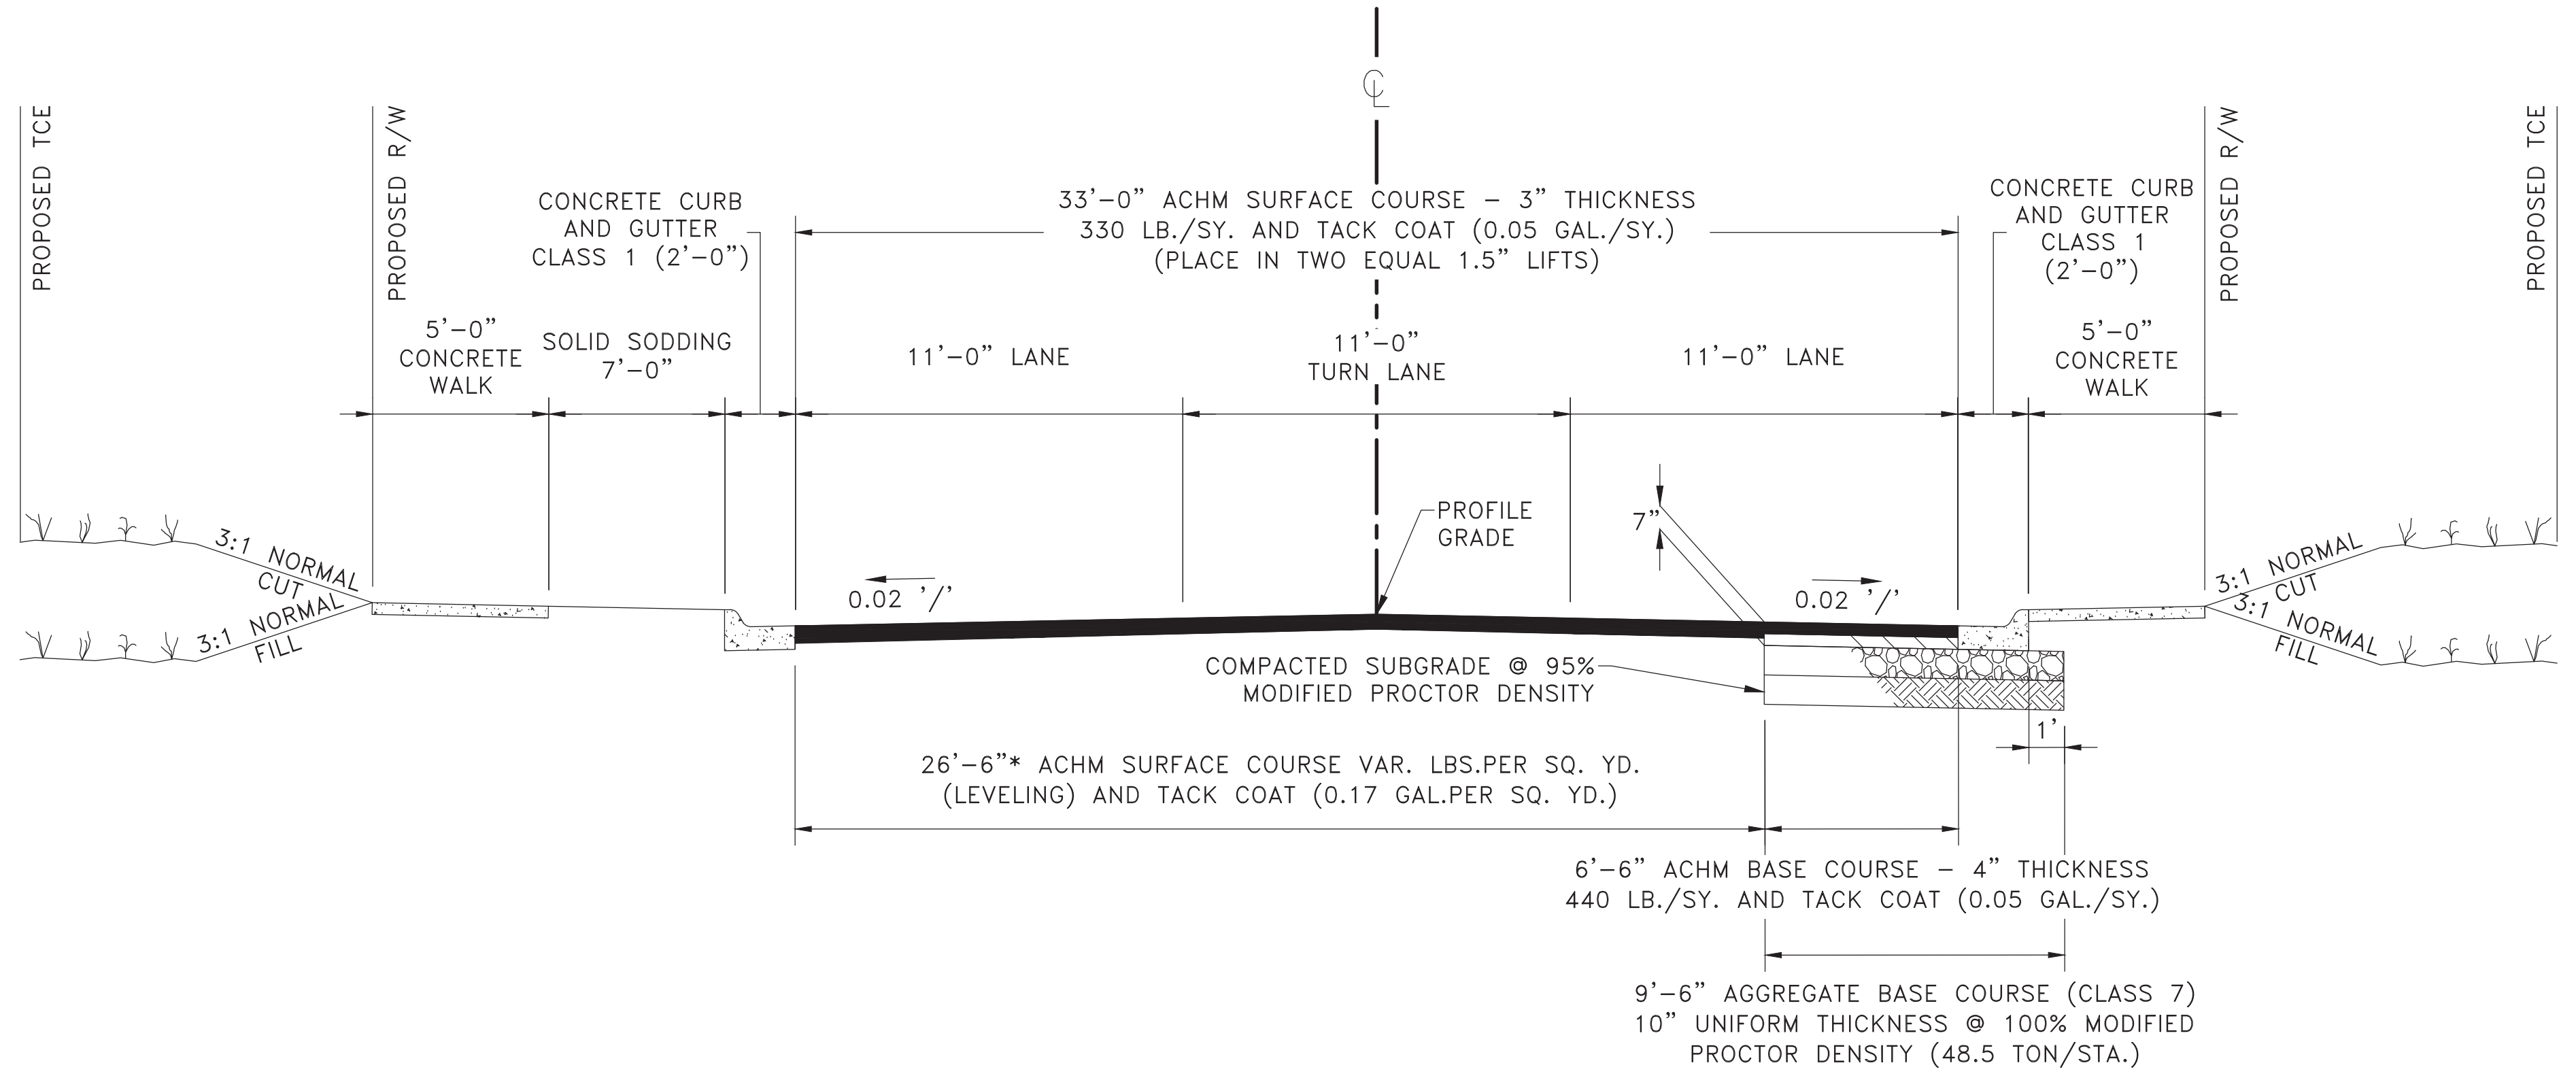 ℄
PROPOSED TCE
PROPOSED R/W
CONCRETE CURB
AND GUTTER
CLASS 1 (2'-0")
33'-0" ACHM SURFACE COURSE - 3" THICKNESS
330 LB./SY. AND TACK COAT (0.05 GAL./SY.)
(PLACE IN TWO EQUAL 1.5" LIFTS)
CONCRETE CURB
AND GUTTER
CLASS 1
(2'-0")
PROPOSED R/W
PROPOSED TCE
5'-0"
CONCRETE
WALK
SOLID SODDING
7'-0"
11'-0" LANE
11'-0"
TURN LANE
11'-0" LANE
5'-0"
CONCRETE
WALK
PROFILE
GRADE
7"
3:1 NORMAL
CUT
3:1 NORMAL
FILL
0.02 '/'
0.02 '/'
3:1 NORMAL
CUT
3:1 NORMAL
FILL
COMPACTED SUBGRADE @ 95%
MODIFIED PROCTOR DENSITY
1'
26'-6"* ACHM SURFACE COURSE VAR. LBS.PER SQ. YD.
(LEVELING) AND TACK COAT (0.17 GAL.PER SQ. YD.)
6'-6" ACHM BASE COURSE - 4" THICKNESS
440 LB./SY. AND TACK COAT (0.05 GAL./SY.)
9'-6" AGGREGATE BASE COURSE (CLASS 7)
10" UNIFORM THICKNESS @ 100% MODIFIED
PROCTOR DENSITY (48.5 TON/STA.)